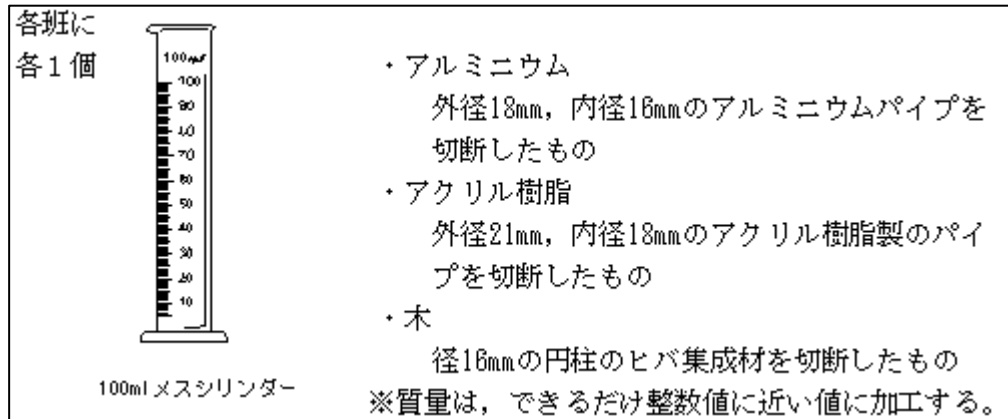 各班に
各1個
100ml
100
90
80
70
60
50
40
30
20
10
100mlメスシリンダー
・アルミニウム
外径18mm，内径16mmのアルミニウムパイプを
切断したもの
・アクリル樹脂
外径21mm，内径18mmのアクリル樹脂製のパイ
プを切断したもの
・木
径16mmの円柱のヒバ集成材を切断したもの
※質量は，できるだけ整数値に近い値に加工する。